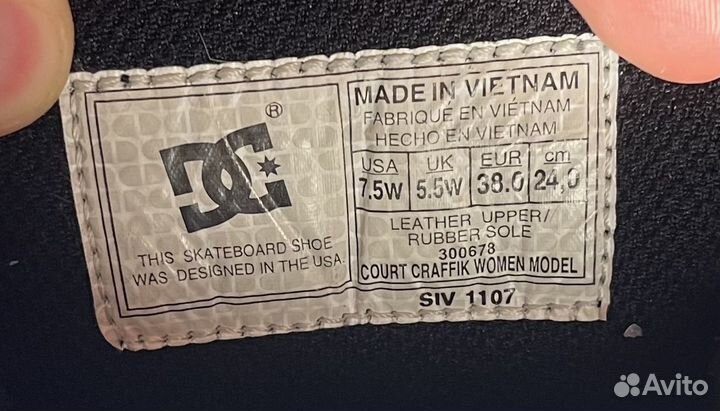 DC
®
THIS SKATEBOARD SHOE
WAS DESIGNED IN THE USA.
MADE IN VIETNAM
FABRIQUÉ EN VIÉTNAM
HECHO EN VIETNAM
USA UK EUR cm
7.5W 5.5W 38.0 24,0
LEATHER UPPER/
RUBBER SOLE
300678
COURT CRAFFIK WOMEN MODEL
SIV 1107
Avito